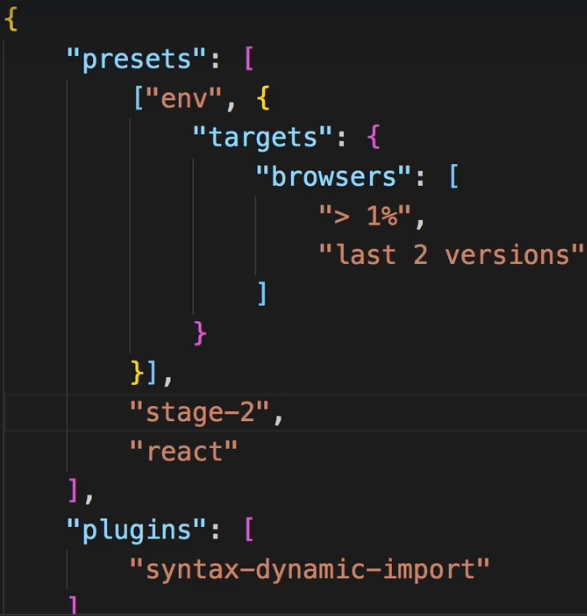 {
    "presets": [
        ["env", {
            "targets": {
                "browsers": [
                    "> 1%",
                    "last 2 versions"
                ]
            }
        }],
        "stage-2",
        "react"
    ],
    "plugins": [
        "syntax-dynamic-import"
    ]